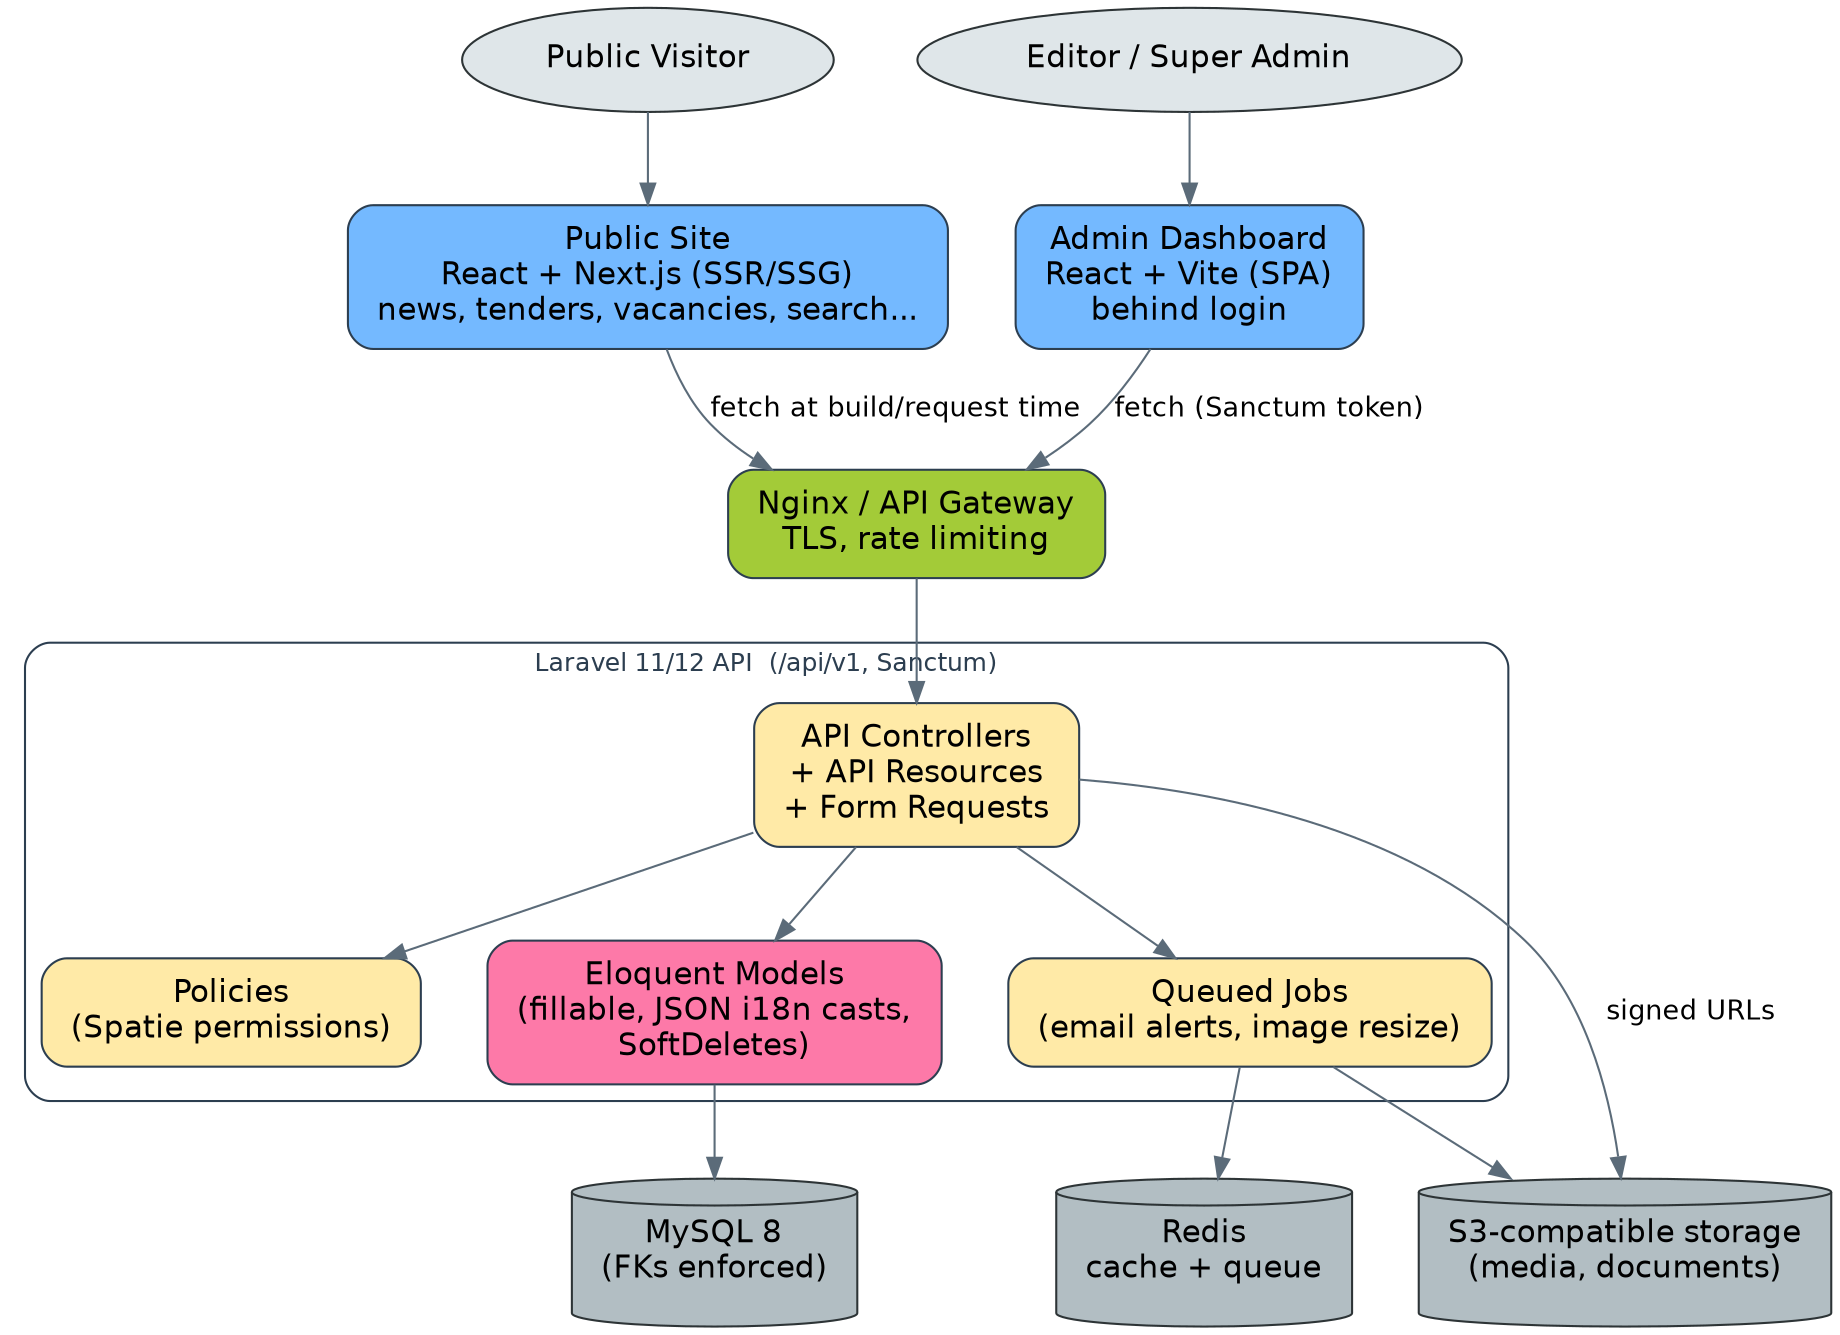 Public Visitor
Editor / Super Admin
Public Site
React + Next.js (SSR/SSG)
news, tenders, vacancies, search...
Admin Dashboard
React + Vite (SPA)
behind login
fetch at build/request time
fetch (Sanctum token)
Nginx / API Gateway
TLS, rate limiting
Laravel 11/12 API  (/api/v1, Sanctum)
API Controllers
+ API Resources
+ Form Requests
Policies
(Spatie permissions)
Eloquent Models
(fillable, JSON i18n casts,
SoftDeletes)
Queued Jobs
(email alerts, image resize)
signed URLs
MySQL 8
(FKs enforced)
Redis
cache + queue
S3-compatible storage
(media, documents)